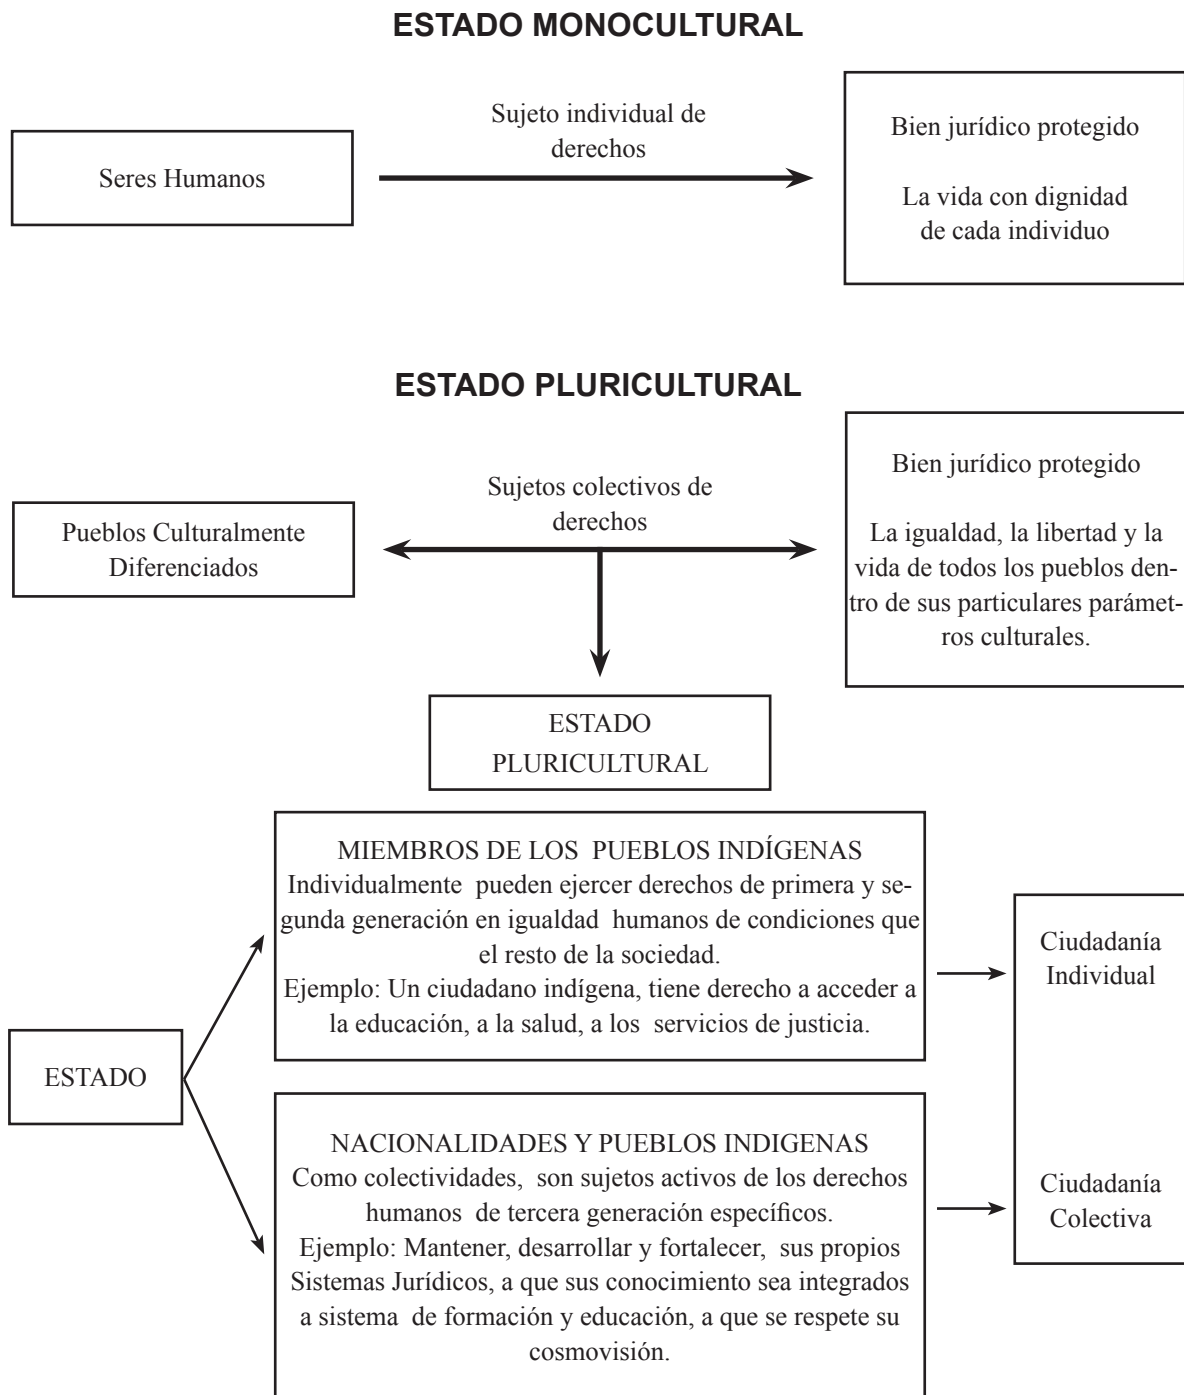 ESTADO MONOCULTURAL
Sujeto individual de
derechos
Seres Humanos
Bien jurídico protegido
La vida con dignidad
de cada individuo
ESTADO PLURICULTURAL
Sujetos colectivos de
derechos
Pueblos Culturalmente
Diferenciados
Bien jurídico protegido
La igualdad, la libertad y la
vida de todos los pueblos den-
tro de sus particulares parámet-
ros culturales.
ESTADO
PLURICULTURAL
MIEMBROS DE LOS PUEBLOS INDÍGENAS
Individualmente pueden ejercer derechos de primera y se-
gunda generación en igualdad humanos de condiciones que
el resto de la sociedad.
Ejemplo: Un ciudadano indígena, tiene derecho a acceder a
la educación, a la salud, a los servicios de justicia.
Ciudadanía
Individual
ESTADO
NACIONALIDADES Y PUEBLOS INDIGENAS
Como colectividades, son sujetos activos de los derechos
humanos de tercera generación específicos.
Ejemplo: Mantener, desarrollar y fortalecer, sus propios
Sistemas Jurídicos, a que sus conocimiento sea integrados
a sistema de formación y educación, a que se respete su
cosmovisión.
Ciudadanía
Colectiva